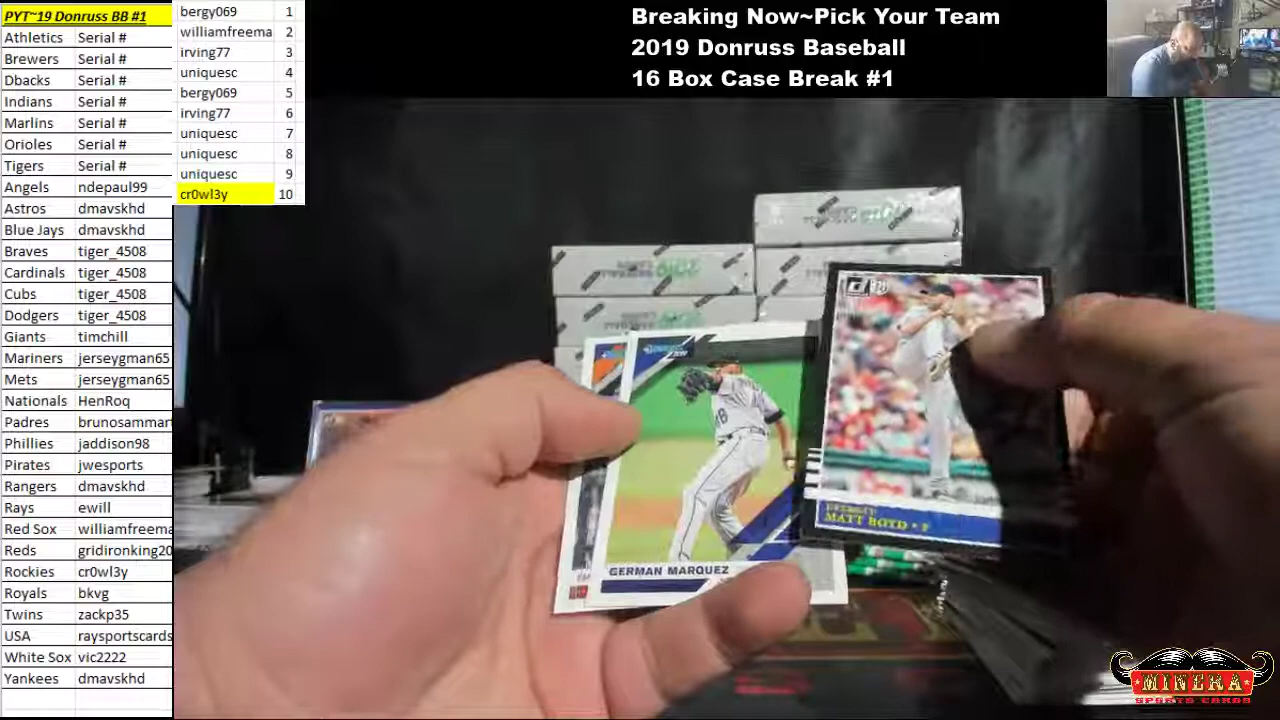 PYT~19 Donruss BB #1
Athletics Serial #
Brewers Serial #
Dbacks Serial #
Indians Serial #
Marlins Serial #
Orioles Serial #
Tigers Serial #
Angels ndepaul99
Astros dmavskhd
Blue Jays dmavskhd
Braves tiger_4508
Cardinals tiger_4508
Cubs tiger_4508
Dodgers tiger_4508
Giants timchill
Mariners jerseygman65
Mets jerseygman65
Nationals HenRoq
Padres brunosammar
Phillies jaddison98
Pirates jwesports
Rangers dmavskhd
Rays ewill
Red Sox williamfreema
Reds gridironking20
Rockies cr0wl3y
Royals bkvg
Twins zackp35
USA raysportscards
White Sox vic2222
Yankees dmavskhd
bergy069 1
williamfreema 2
irving77 3
uniquesc 4
bergy069 5
irving77 6
uniquesc 7
uniquesc 8
uniquesc 9
cr0wl3y 10
Breaking Now~Pick Your Team
2019 Donruss Baseball
16 Box Case Break #1
GERMAN MARQUEZ
MATT BOYD • P
MINERA
SPORTS CARDS